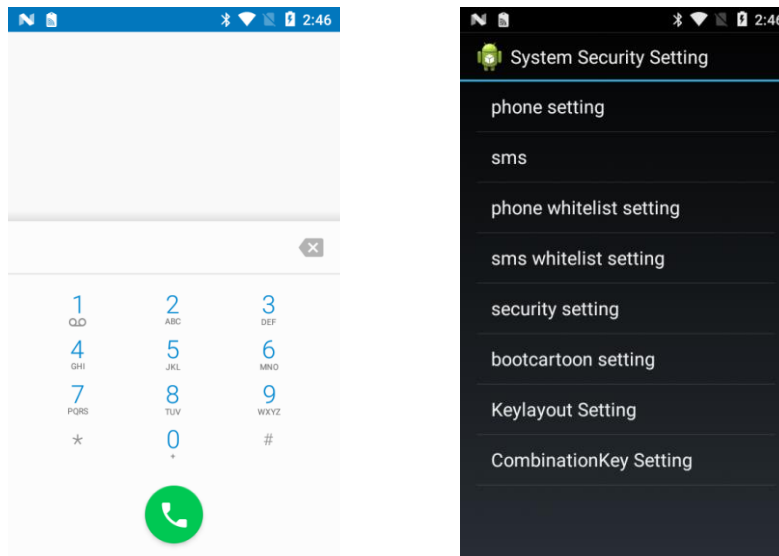 2:46
1
2 ABC
3 DEF
4 GHI
5 JKL
6 MNO
7 PQRS
8 TUV
9 WXYZ
*
0 +
#
2:46
System Security Setting
phone setting
sms
phone whitelist setting
sms whitelist setting
security setting
bootcartoon setting
Keylayout Setting
CombinationKey Setting